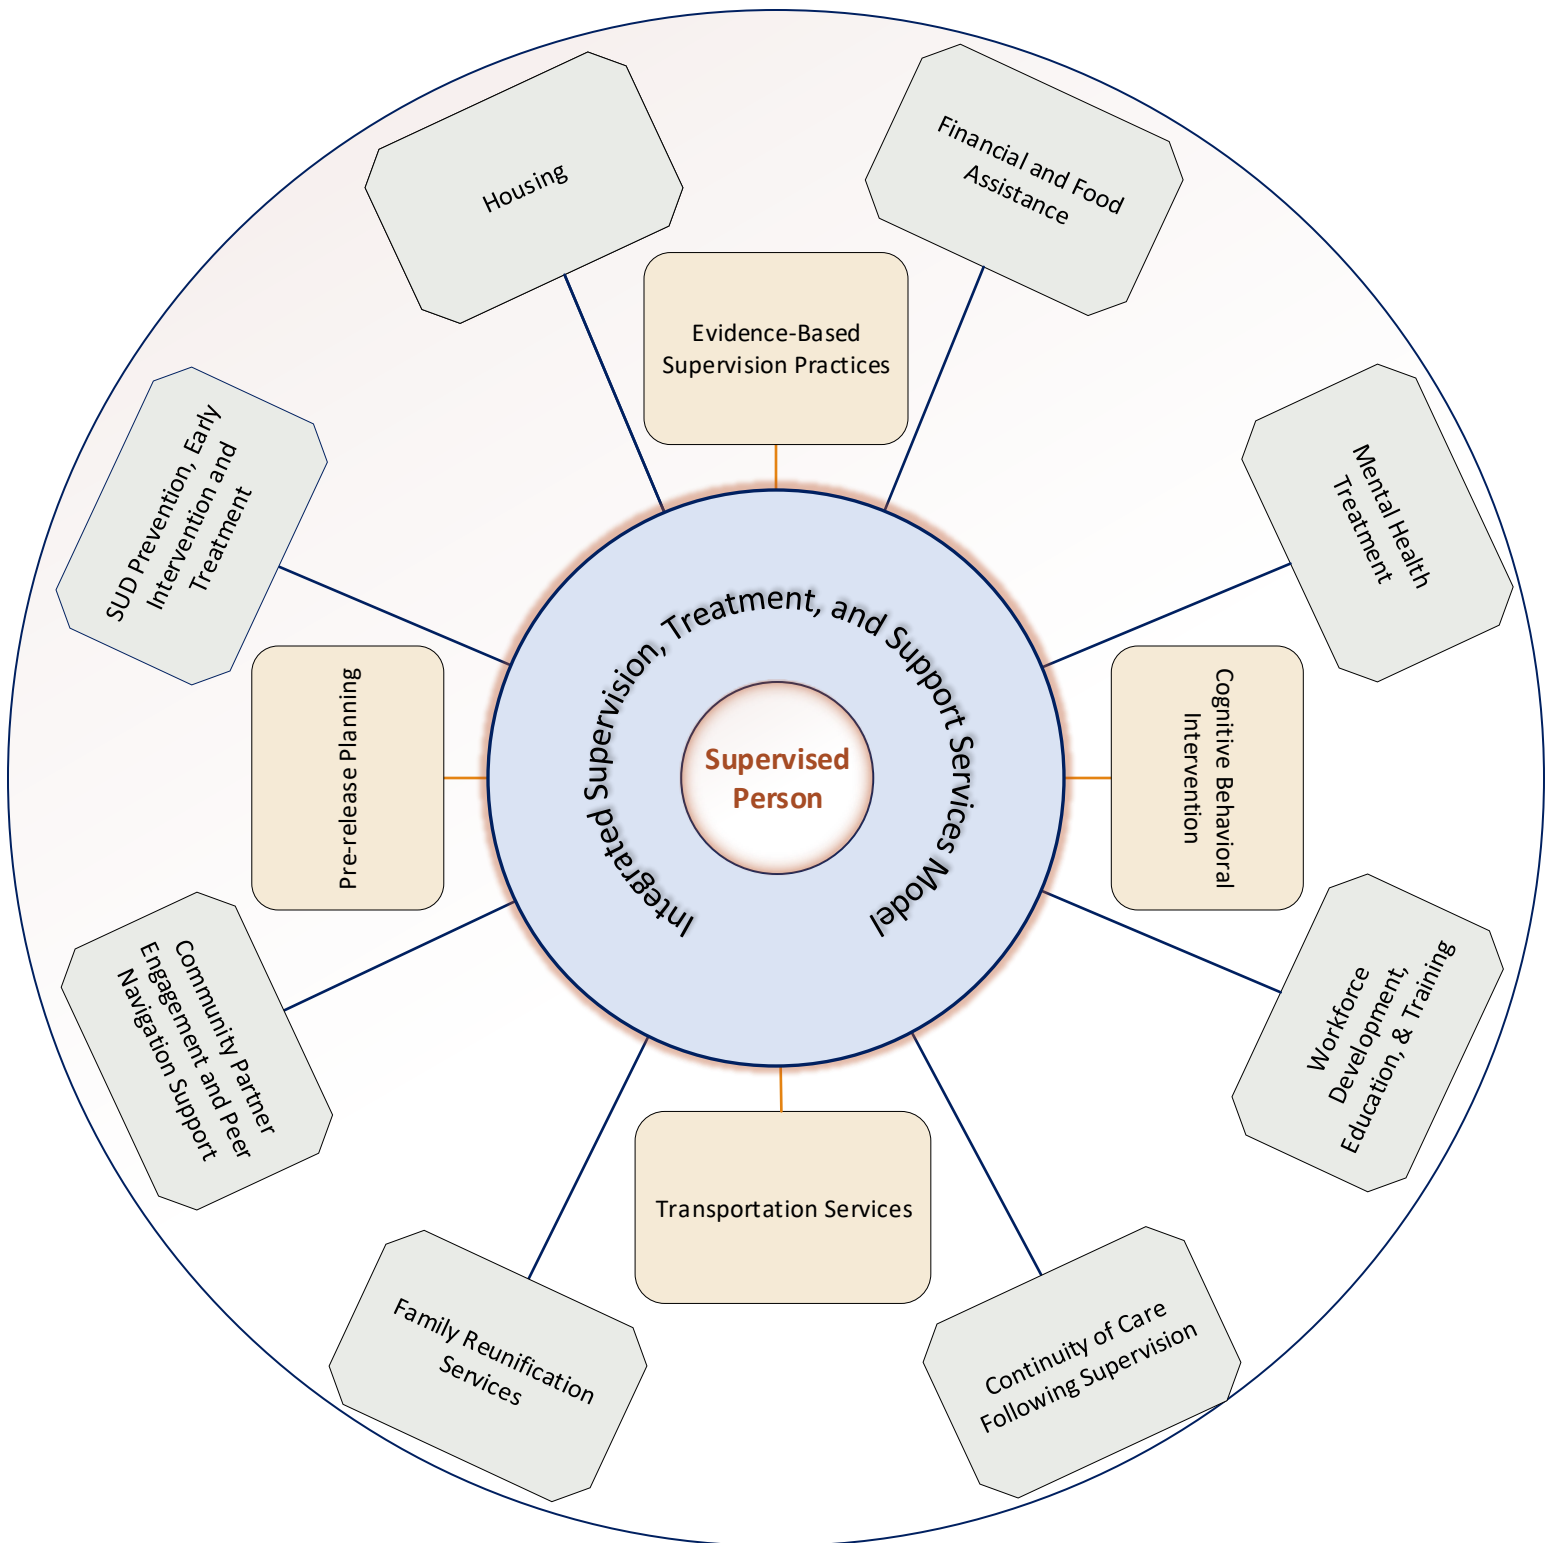 Housing
Financial and Food
Assistance
Evidence-Based
Supervision Practices
SUD Prevention, Early
Intervention and
Treatment
Mental Health
Treatment
Integrated Supervision, Treatment, and Support Services Model
Supervised
Person
Pre-release Planning
Cognitive Behavioral
Intervention
Community Partner
Engagement and Peer
Navigation Support
Workforce
Development,
Education, & Training
Transportation Services
Family Reunification
Services
Continuity of Care
Following Supervision